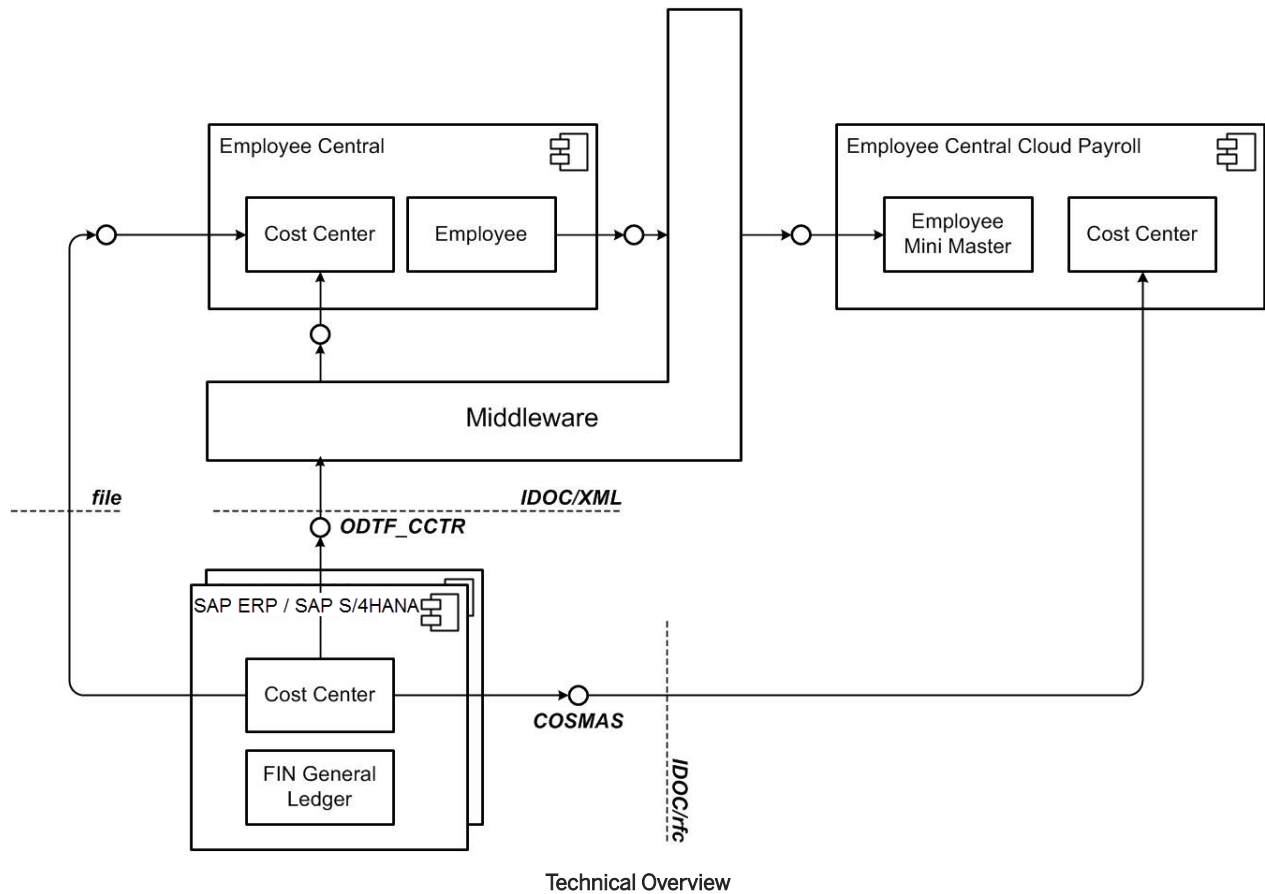 Employee Central
Employee Central Cloud Payroll
Cost Center
Employee
Employee
Mini Master
Cost Center
Middleware
file
IDOC/XML
ODTF_CCTR
SAP ERP / SAP S/4HANA
Cost Center
COSMAS
FIN General
Ledger
IDOC/rfc
Technical Overview